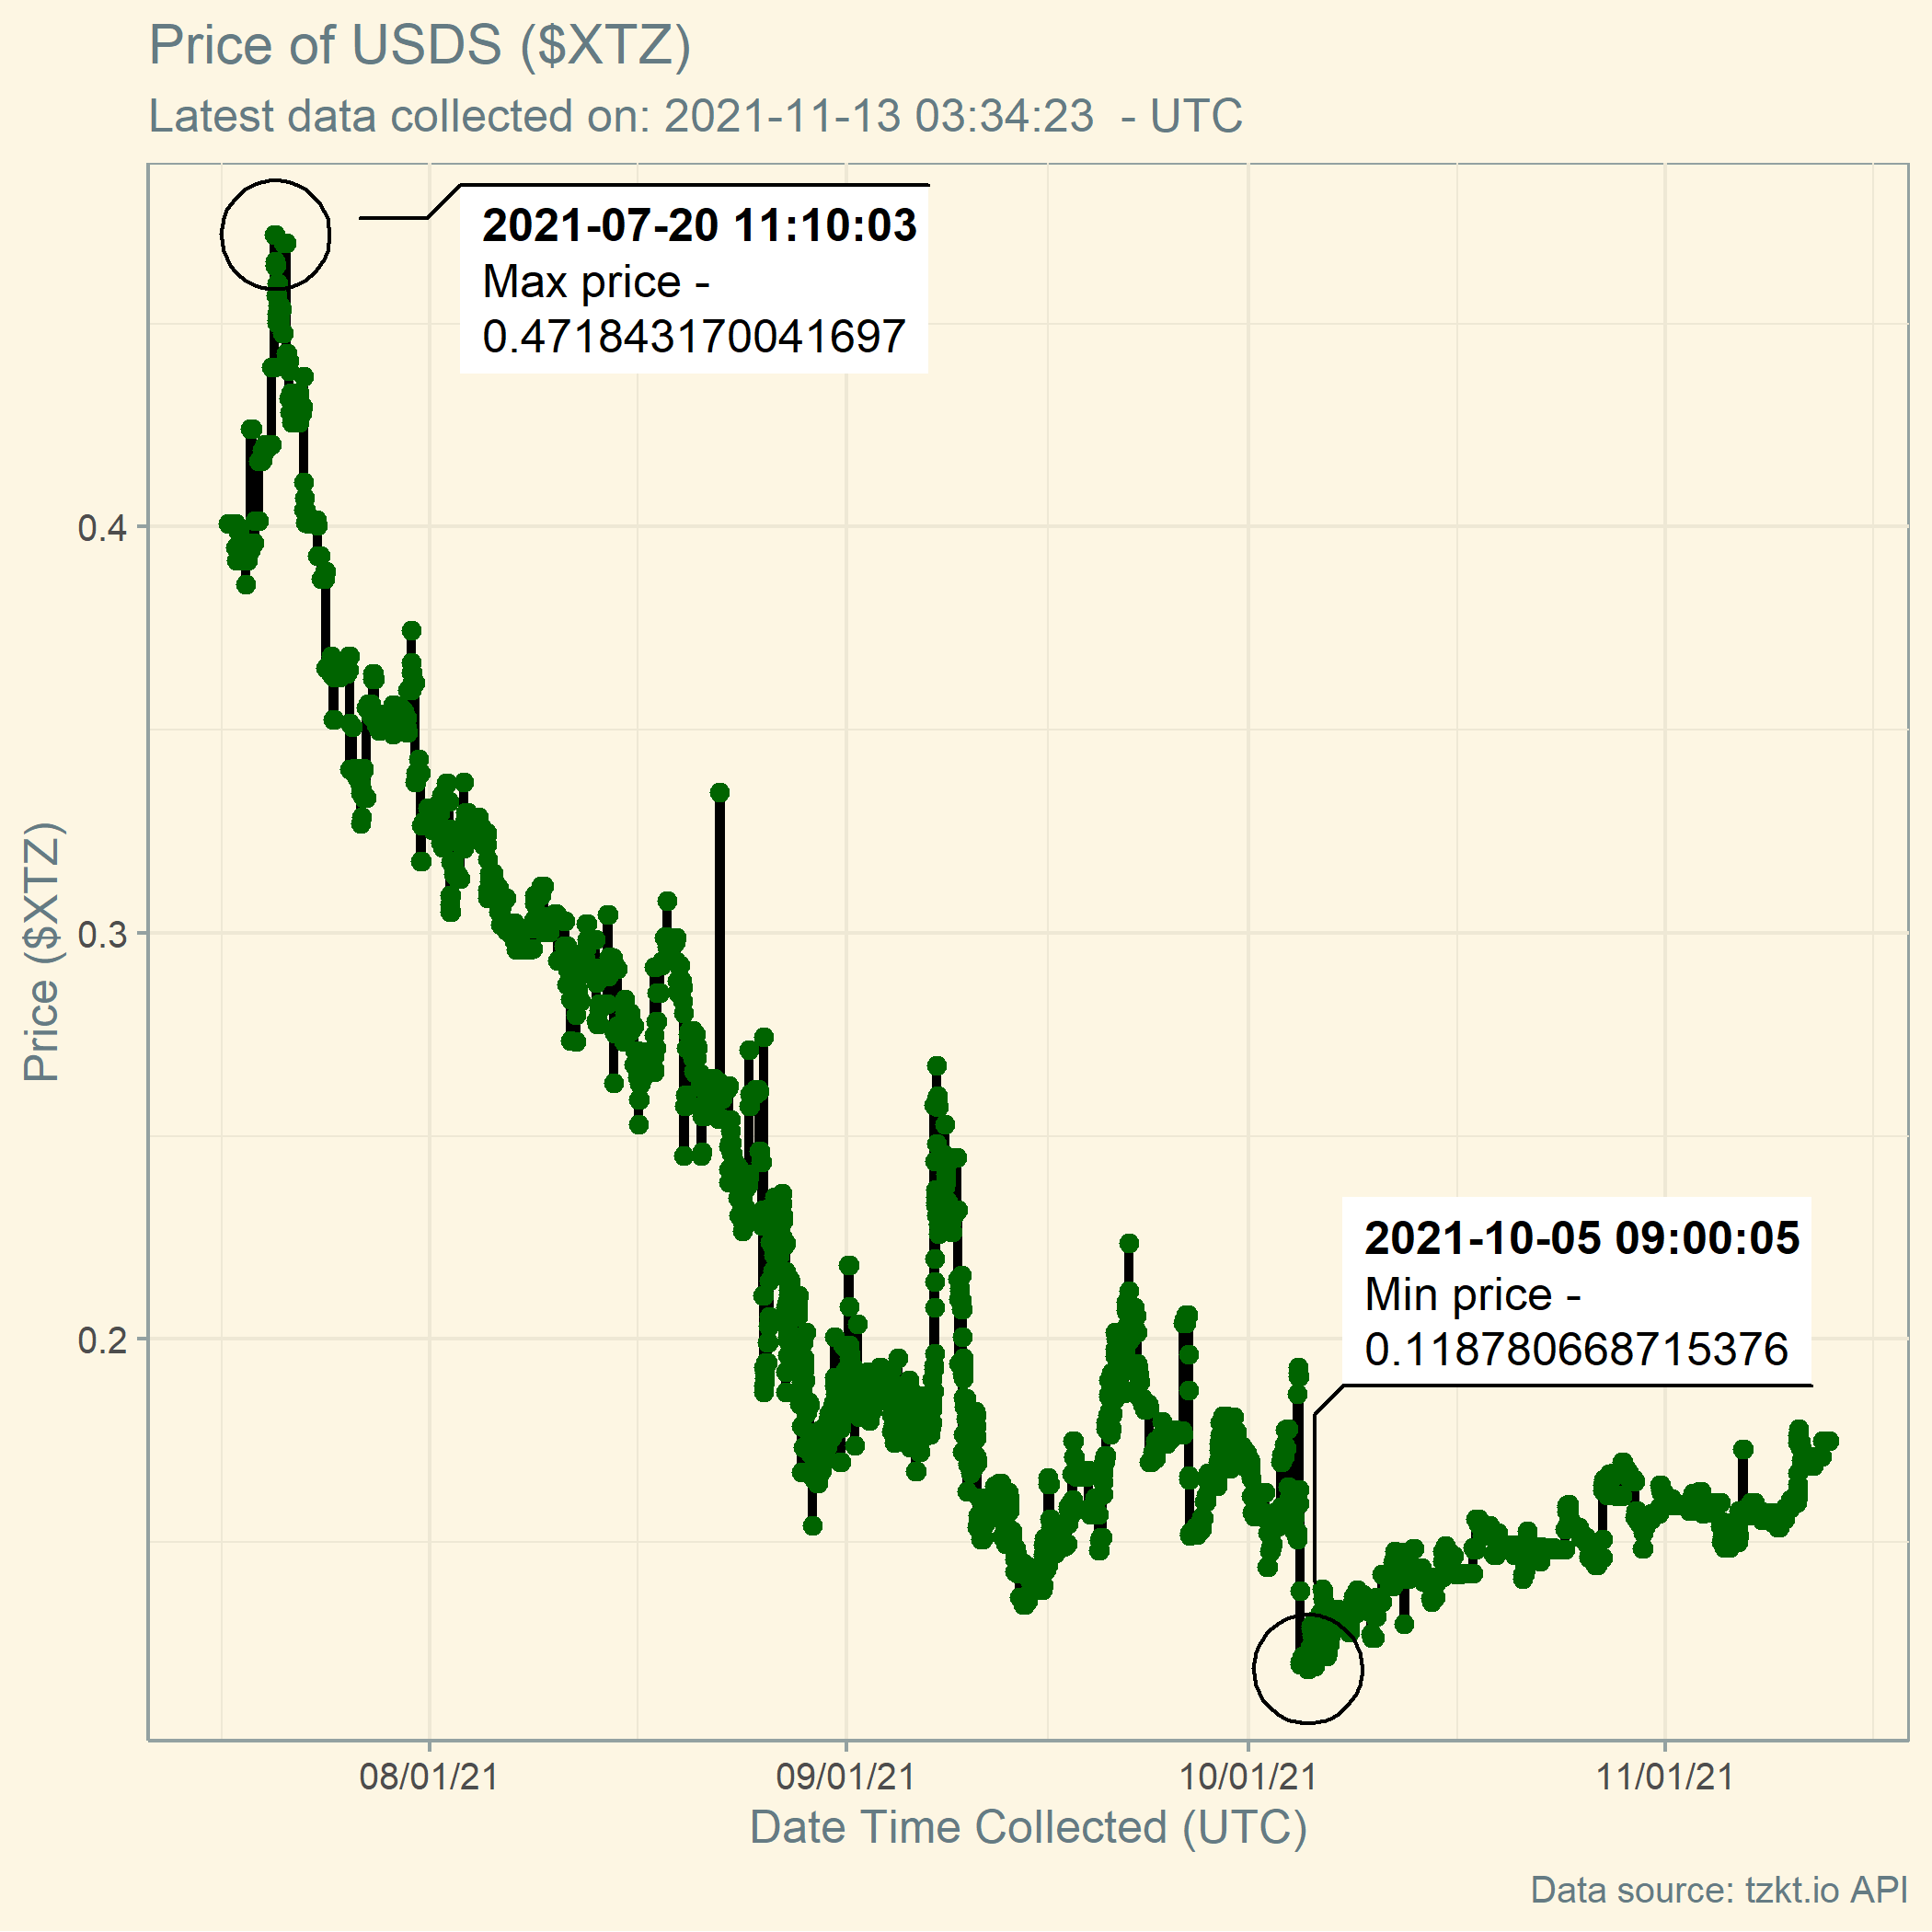 Price of USDS ($XTZ)
Latest data collected on: 2021-11-13 03:34:23  - UTC
2021-07-20 11:10:03
Max price -
0.471843170041697
0.4
0.3
0.2
Price ($XTZ)
2021-10-05 09:00:05
Min price -
0.118780668715376
08/01/21
09/01/21
10/01/21
11/01/21
Date Time Collected (UTC)
Data source: tzkt.io API